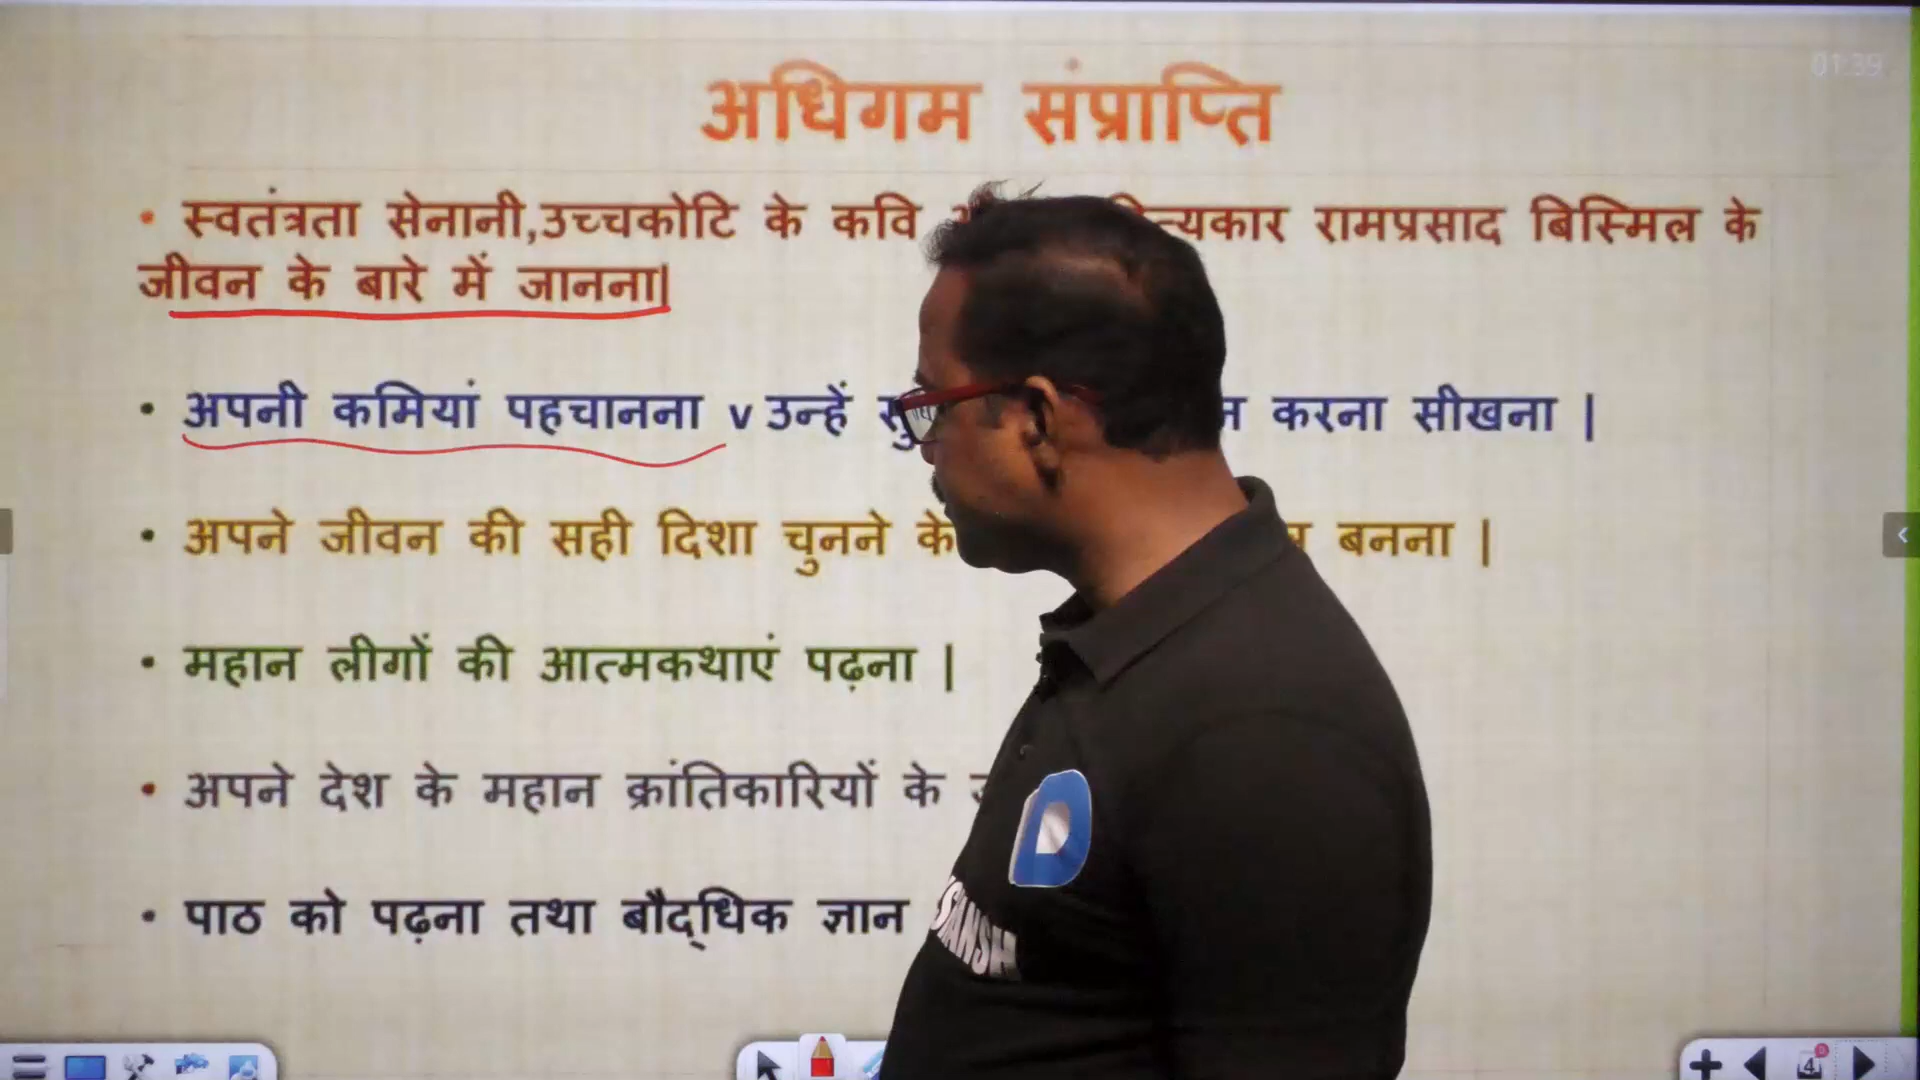 01:39
अधिगम संप्राप्ति
• स्वतंत्रता सेनानी,उच्चकोटि के कवि रामप्रसाद बिस्मिल के
जीवन के बारे में जानना|
• अपनी कमियां पहचानना v उन्हें करना सीखना |
• अपने जीवन की सही दिशा चुनने के बनना |
• महान लीगों की आत्मकथाएं पढ़ना |
• अपने देश के महान क्रांतिकारियों के
• पाठ को पढ़ना तथा बौद्धिक ज्ञान
D
4